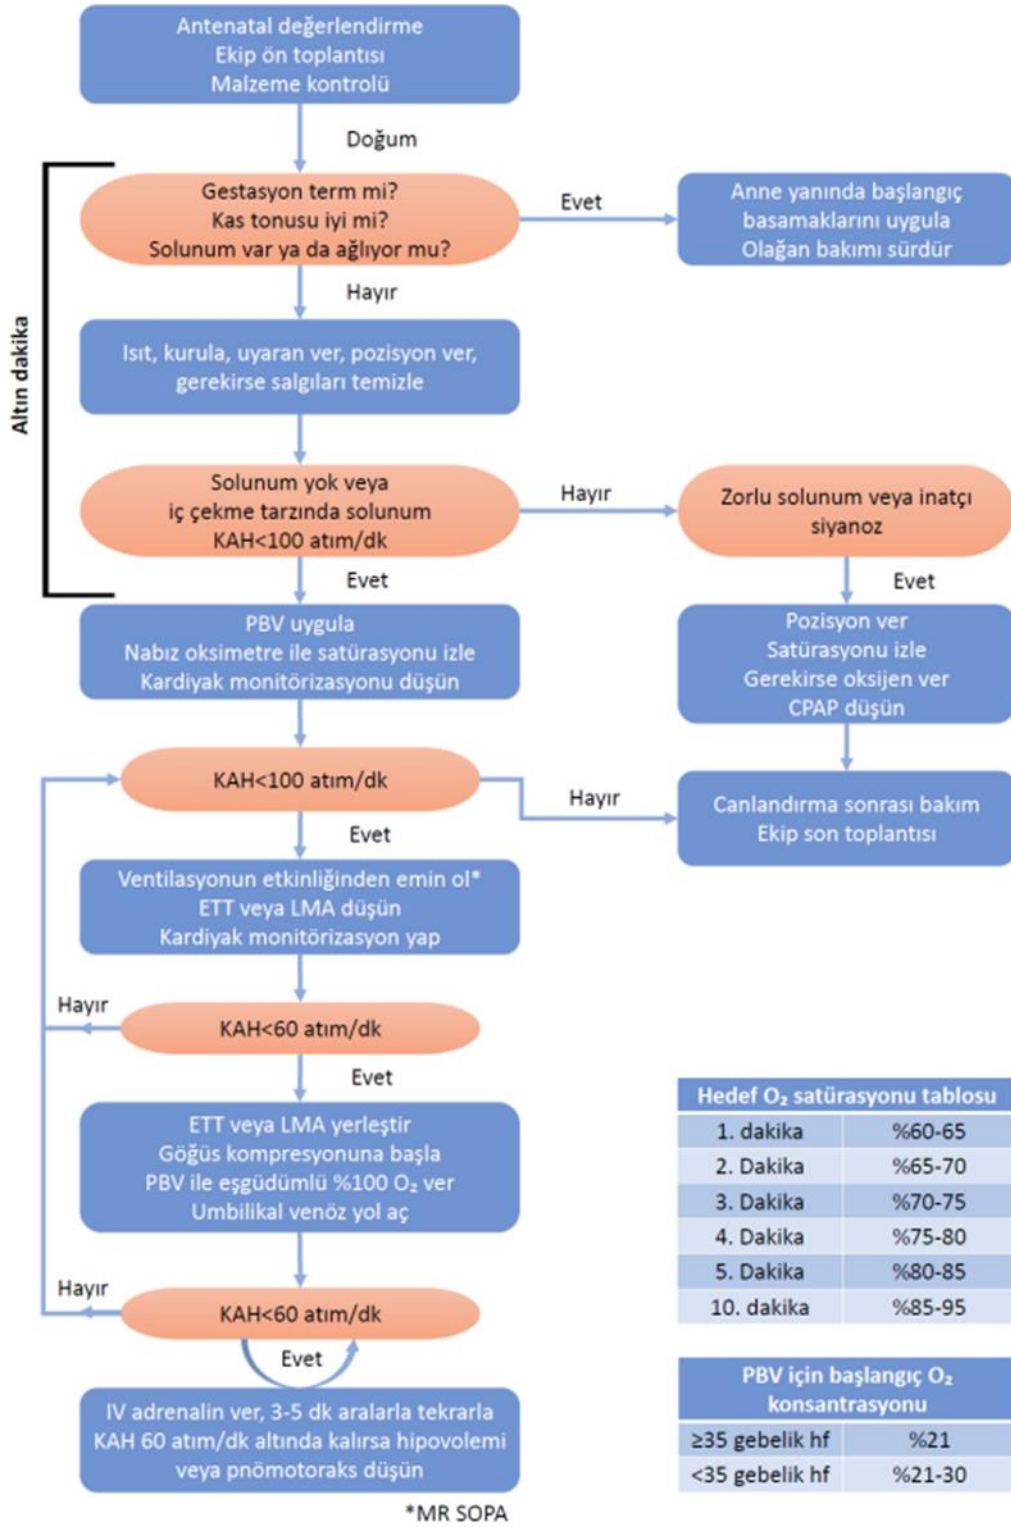 Antenatal değerlendirme
Ekip ön toplantısı
Malzeme kontrolü
Doğum
Altın dakika
Gestasyon term mi?
Kas tonusu iyi mi?
Solunum var ya da ağlıyor mu?
Evet
Anne yanında başlangıç
basamaklarını uygula
Olağan bakımı sürdür
Hayır
Isıt, kurula, uyaran ver, pozisyon ver,
gerekirse salgıları temizle
Solunum yok veya
iç çekme tarzında solunum
KAH<100 atım/dk
Hayır
Zorlu solunum veya inatçı
siyanoz
Evet
Evet
PBV uygula
Nabız oksimetre ile satürasyonu izle
Kardiyak monitörizasyonu düşün
Pozisyon ver
Satürasyonu izle
Gerekirse oksijen ver
CPAP düşün
KAH<100 atım/dk
Hayır
Canlandırma sonrası bakım
Ekip son toplantısı
Evet
Ventilasyonun etkinliğinden emin ol*
ETT veya LMA düşün
Kardiyak monitörizasyon yap
Hayır
KAH<60 atım/dk
Evet
ETT veya LMA yerleştir
Göğüs kompresyonuna başla
PBV ile eşgüdümlü %100 O₂ ver
Umbilikal venöz yol aç
Hayır
KAH<60 atım/dk
Evet
IV adrenalin ver, 3-5 dk aralarla tekrarla
KAH 60 atım/dk altında kalırsa hipovolemi
veya pnömotoraks düşün
*MR SOPA
Hedef O₂ satürasyonu tablosu
1. dakika %60-65
2. Dakika %65-70
3. Dakika %70-75
4. Dakika %75-80
5. Dakika %80-85
10. dakika %85-95
PBV için başlangıç O₂
konsantrasyonu
≥35 gebelik hf %21
<35 gebelik hf %21-30